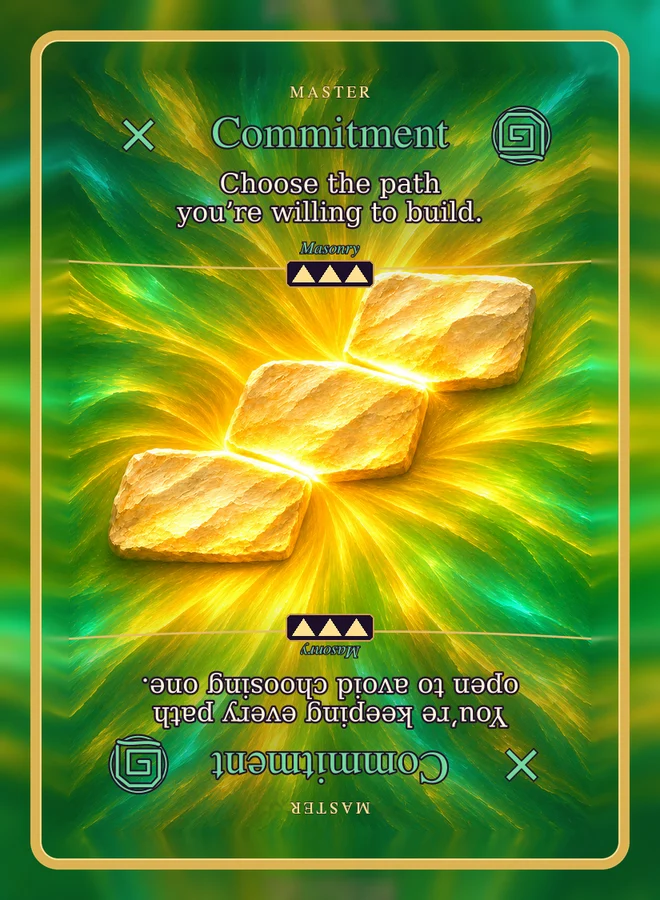 MASTER
Commitment
Choose the path
you’re willing to build.
Masonry
Masonry
You’re keeping every path
open to avoid choosing one.
Commitment
MASTER